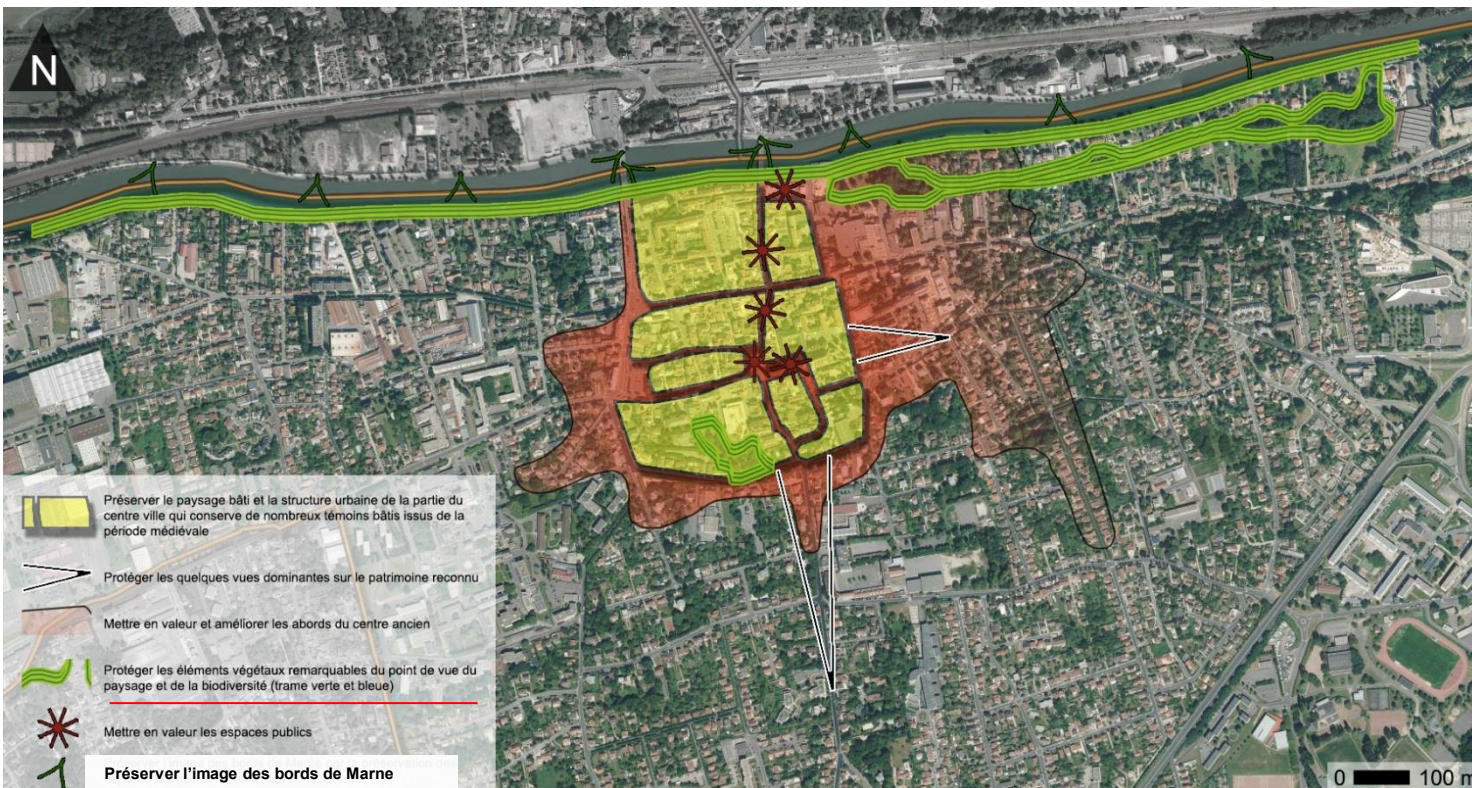 N
Préserver le paysage bâti et la structure urbaine de la partie du
centre ville qui conserve de nombreux témoins bâtis issus de la
période médiévale
Protéger les quelques vues dominantes sur le patrimoine reconnu
Mettre en valeur et améliorer les abords du centre ancien
Protéger les éléments végétaux remarquables du point de vue du
paysage et de la biodiversité (trame verte et bleue)
Mettre en valeur les espaces publics
Préserver l'image des bords de Marne
0 100 m